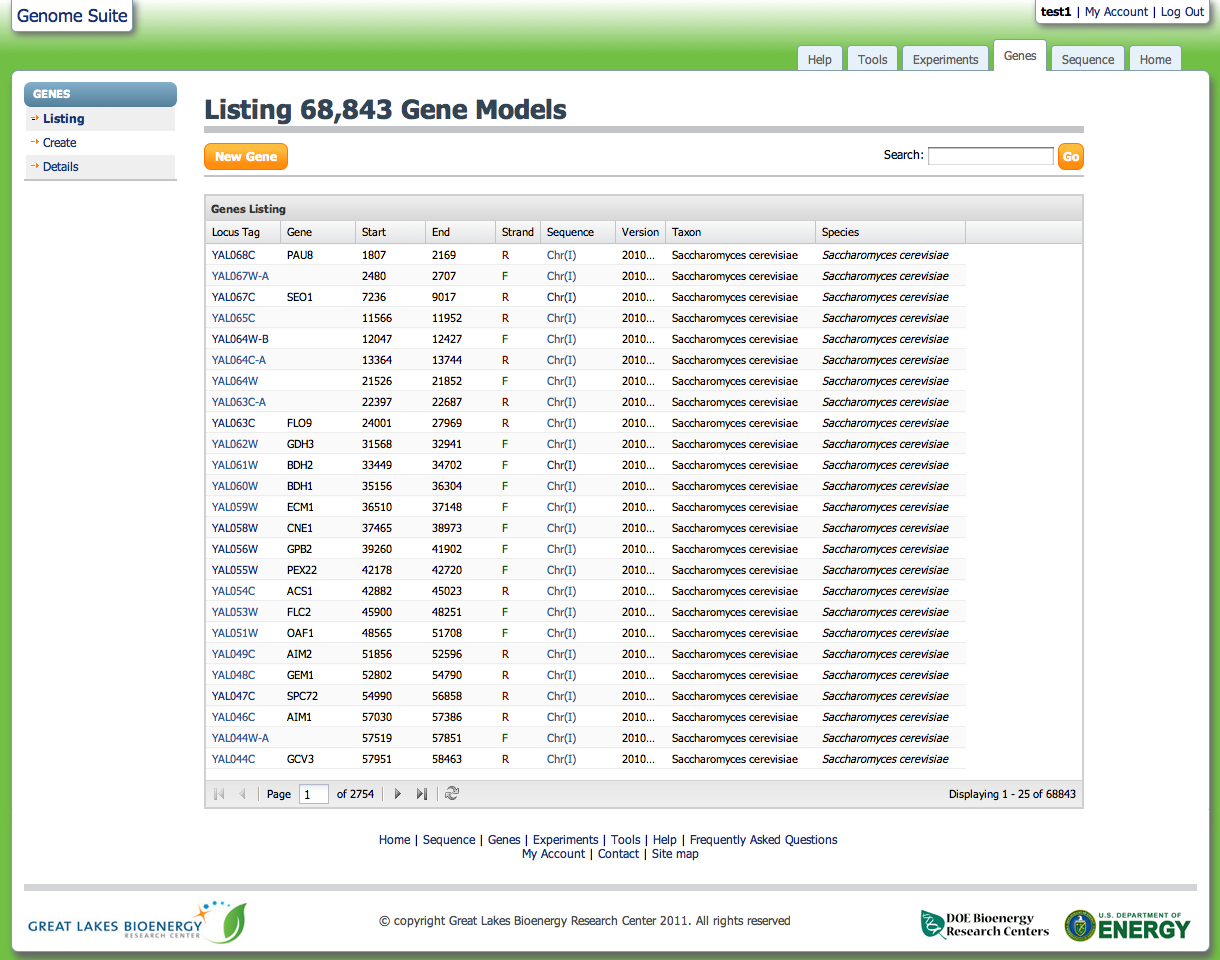 Genome Suite
test1 | My Account | Log Out
Help Tools Experiments Genes Sequence Home
GENES
Listing
Create
Details
Listing 68,843 Gene Models
New Gene Search: Go
Genes Listing
Locus Tag Gene Start End Strand Sequence Version Taxon Species
YAL068C PAU8 1807 2169 R Chr(I) 2010... Saccharomyces cerevisiae Saccharomyces cerevisiae
YAL067W-A 2480 2707 F Chr(I) 2010... Saccharomyces cerevisiae Saccharomyces cerevisiae
YAL067C SEO1 7236 9017 R Chr(I) 2010... Saccharomyces cerevisiae Saccharomyces cerevisiae
YAL065C 11566 11952 R Chr(I) 2010... Saccharomyces cerevisiae Saccharomyces cerevisiae
YAL064W-B 12047 12427 F Chr(I) 2010... Saccharomyces cerevisiae Saccharomyces cerevisiae
YAL064C-A 13364 13744 R Chr(I) 2010... Saccharomyces cerevisiae Saccharomyces cerevisiae
YAL064W 21526 21852 F Chr(I) 2010... Saccharomyces cerevisiae Saccharomyces cerevisiae
YAL063C-A 22397 22687 R Chr(I) 2010... Saccharomyces cerevisiae Saccharomyces cerevisiae
YAL063C FLO9 24001 27969 R Chr(I) 2010... Saccharomyces cerevisiae Saccharomyces cerevisiae
YAL062W GDH3 31568 32941 F Chr(I) 2010... Saccharomyces cerevisiae Saccharomyces cerevisiae
YAL061W BDH2 33449 34702 F Chr(I) 2010... Saccharomyces cerevisiae Saccharomyces cerevisiae
YAL060W BDH1 35156 36304 F Chr(I) 2010... Saccharomyces cerevisiae Saccharomyces cerevisiae
YAL059W ECM1 36510 37148 F Chr(I) 2010... Saccharomyces cerevisiae Saccharomyces cerevisiae
YAL058W CNE1 37465 38973 F Chr(I) 2010... Saccharomyces cerevisiae Saccharomyces cerevisiae
YAL056W GPB2 39260 41902 F Chr(I) 2010... Saccharomyces cerevisiae Saccharomyces cerevisiae
YAL055W PEX22 42178 42720 F Chr(I) 2010... Saccharomyces cerevisiae Saccharomyces cerevisiae
YAL054C ACS1 42882 45023 R Chr(I) 2010... Saccharomyces cerevisiae Saccharomyces cerevisiae
YAL053W FLC2 45900 48251 F Chr(I) 2010... Saccharomyces cerevisiae Saccharomyces cerevisiae
YAL051W OAF1 48565 51708 F Chr(I) 2010... Saccharomyces cerevisiae Saccharomyces cerevisiae
YAL049C AIM2 51856 52596 R Chr(I) 2010... Saccharomyces cerevisiae Saccharomyces cerevisiae
YAL048C GEM1 52802 54790 R Chr(I) 2010... Saccharomyces cerevisiae Saccharomyces cerevisiae
YAL047C SPC72 54990 56858 R Chr(I) 2010... Saccharomyces cerevisiae Saccharomyces cerevisiae
YAL046C AIM1 57030 57386 R Chr(I) 2010... Saccharomyces cerevisiae Saccharomyces cerevisiae
YAL044W-A 57519 57851 F Chr(I) 2010... Saccharomyces cerevisiae Saccharomyces cerevisiae
YAL044C GCV3 57951 58463 R Chr(I) 2010... Saccharomyces cerevisiae Saccharomyces cerevisiae
Page 1 of 2754 Displaying 1 - 25 of 68843
Home | Sequence | Genes | Experiments | Tools | Help | Frequently Asked Questions
My Account | Contact | Site map
GREAT LAKES BIOENERGY
RESEARCH CENTER
© copyright Great Lakes Bioenergy Research Center 2011. All rights reserved
DOE Bioenergy
Research Centers
U.S. DEPARTMENT OF
ENERGY